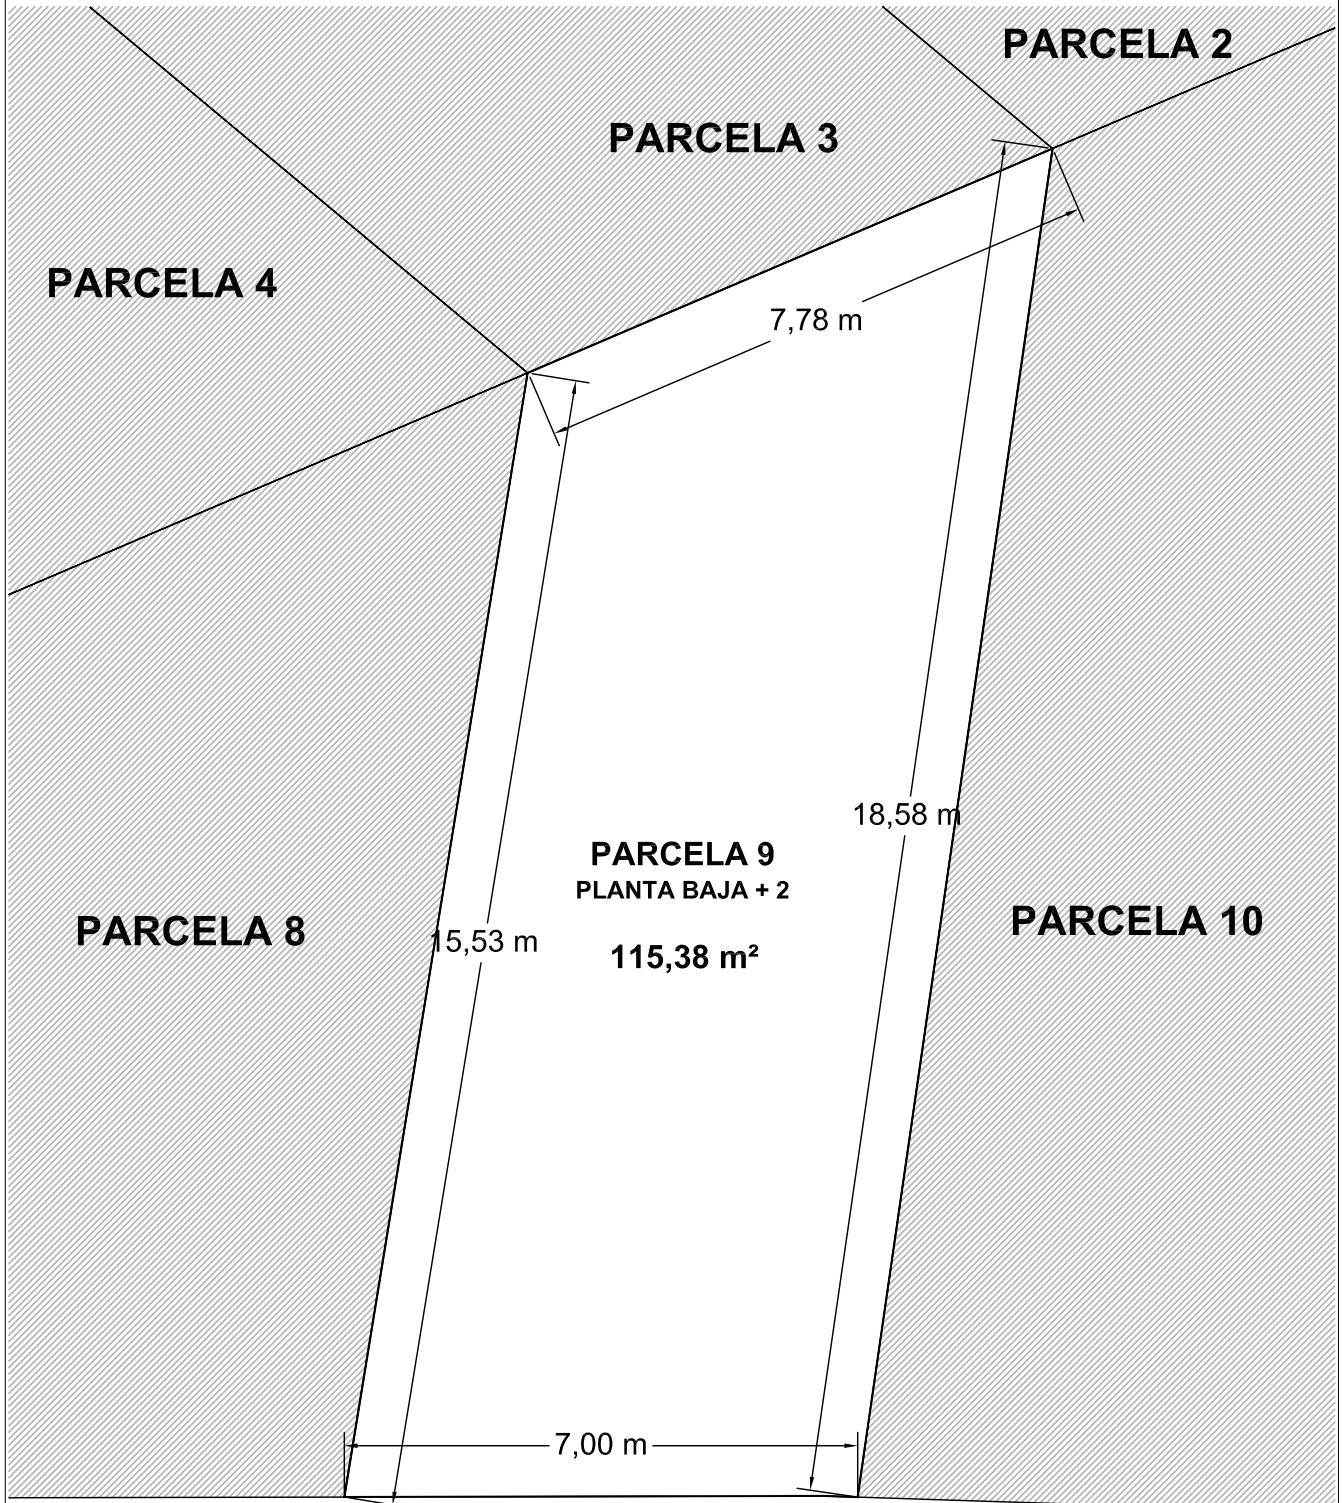 PARCELA 2
PARCELA 3
PARCELA 4
7,78 m
18,58 m
PARCELA 9
PLANTA BAJA + 2
115,38 m²
15,53 m
PARCELA 8
PARCELA 10
7,00 m